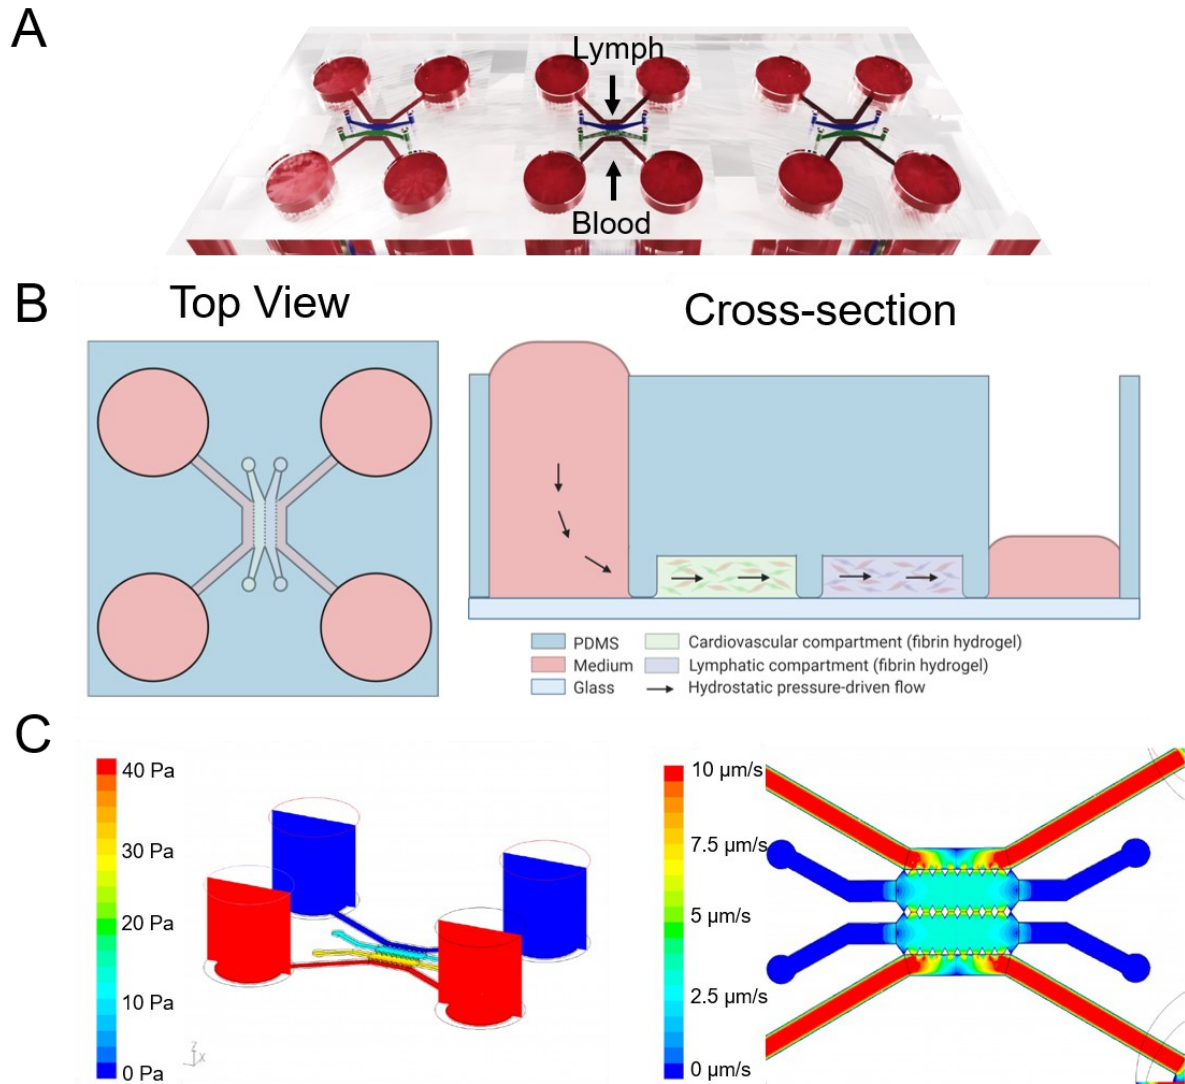 A
Lymph
Blood
B
Top View
Cross-section
PDMS
Cardiovascular compartment (fibrin hydrogel)
Medium
Lymphatic compartment (fibrin hydrogel)
Glass
Hydrostatic pressure-driven flow
C
40 Pa
30 Pa
20 Pa
10 Pa
0 Pa
Z
X
10 µm/s
7.5 µm/s
5 µm/s
2.5 µm/s
0 µm/s